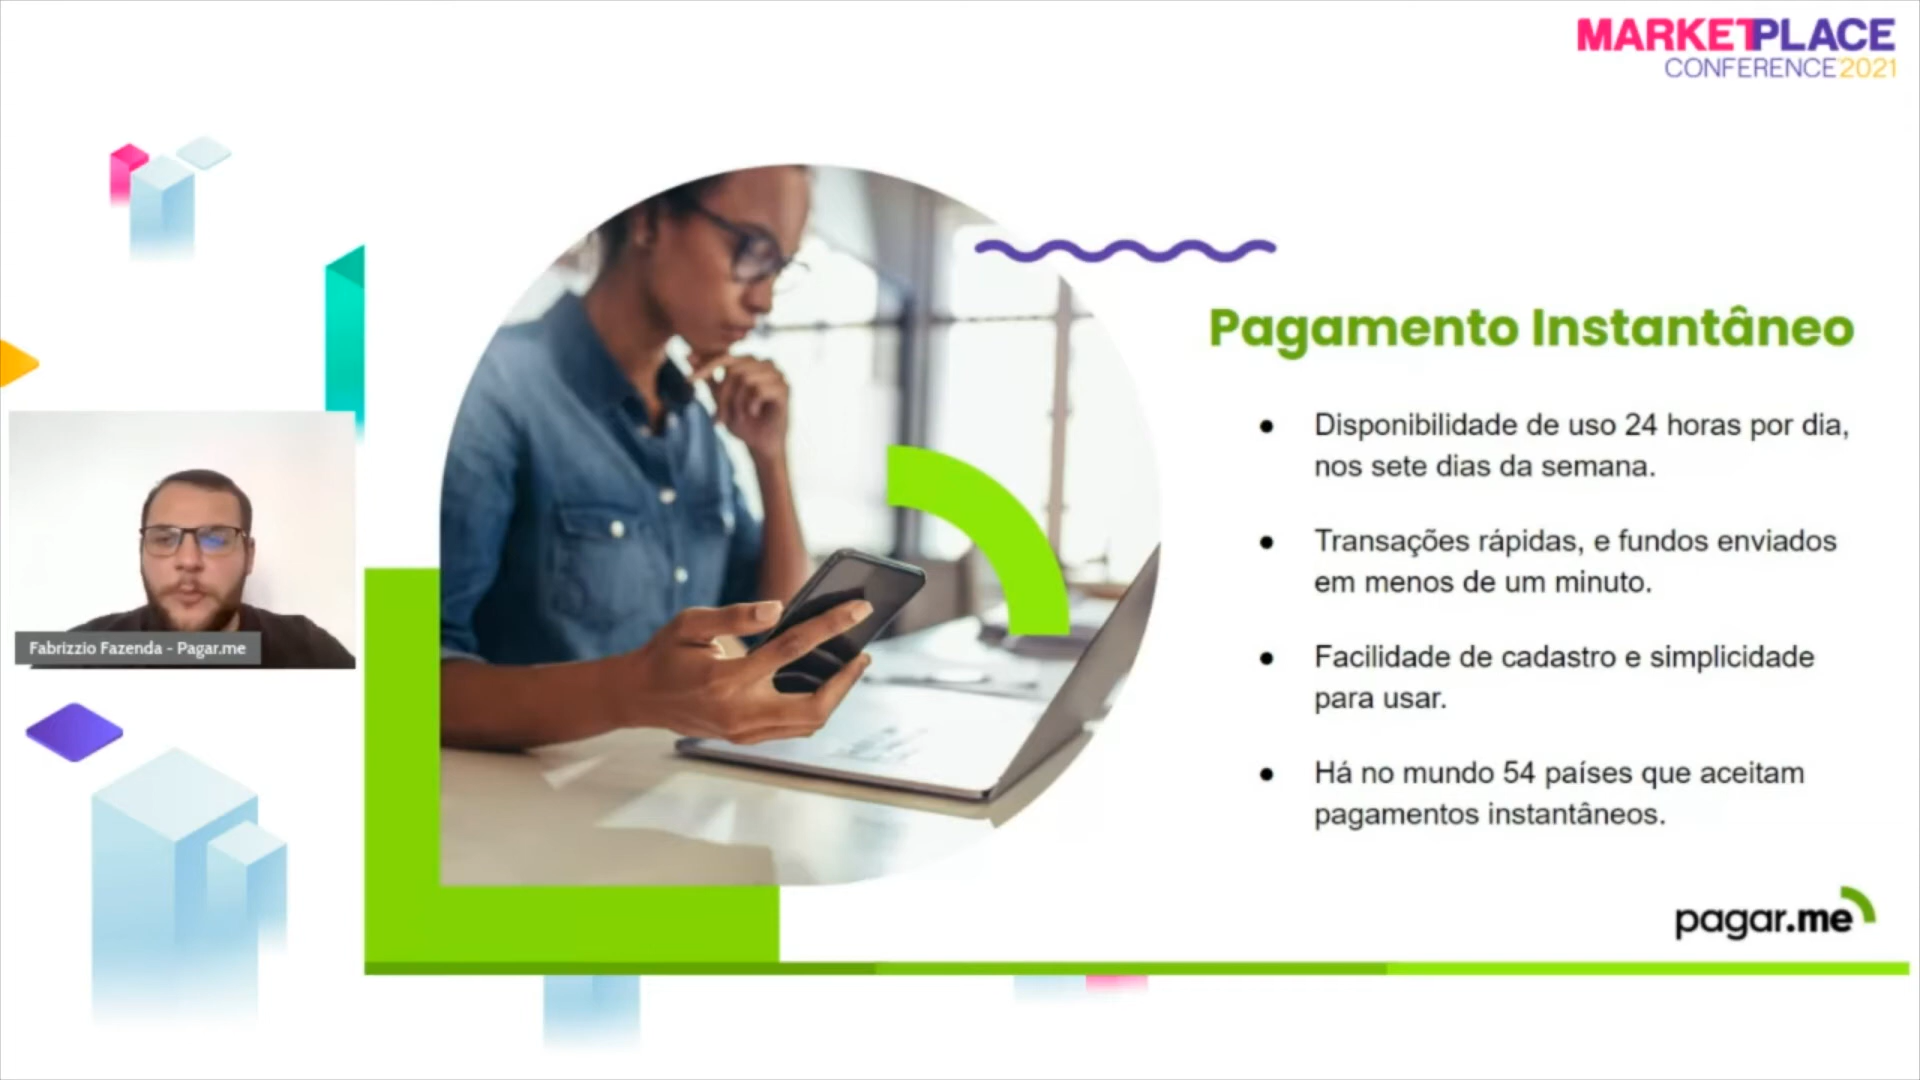 MARKETPLACE
CONFERENCE2021
Pagamento Instantâneo
● Disponibilidade de uso 24 horas por dia,
nos sete dias da semana.
● Transações rápidas, e fundos enviados
em menos de um minuto.
● Facilidade de cadastro e simplicidade
para usar.
● Há no mundo 54 países que aceitam
pagamentos instantâneos.
Fabrizzio Fazenda - Pagar.me
pagar.me